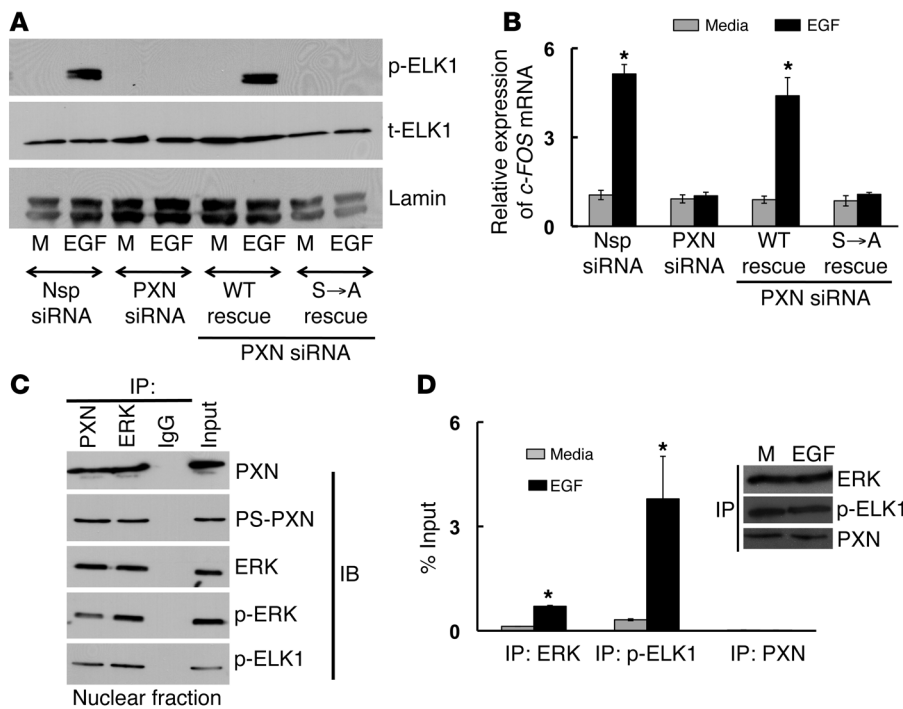 A
p-ELK1
t-ELK1
Lamin
M EGF M EGF M EGF M EGF
Nsp siRNA
PXN siRNA
WT rescue
S→A rescue
PXN siRNA
B
Media
EGF
Relative expression
of c-FOS mRNA
6
3
0
Nsp siRNA
PXN siRNA
WT rescue
S→A rescue
PXN siRNA
*
*
C
IP:
PXN
ERK
IgG
Input
PXN
PS-PXN
ERK
p-ERK
p-ELK1
IB
Nuclear fraction
D
% Input
6
3
0
Media
EGF
*
*
IP: ERK
IP: p-ELK1
IP: PXN
M EGF
IP
ERK
p-ELK1
PXN